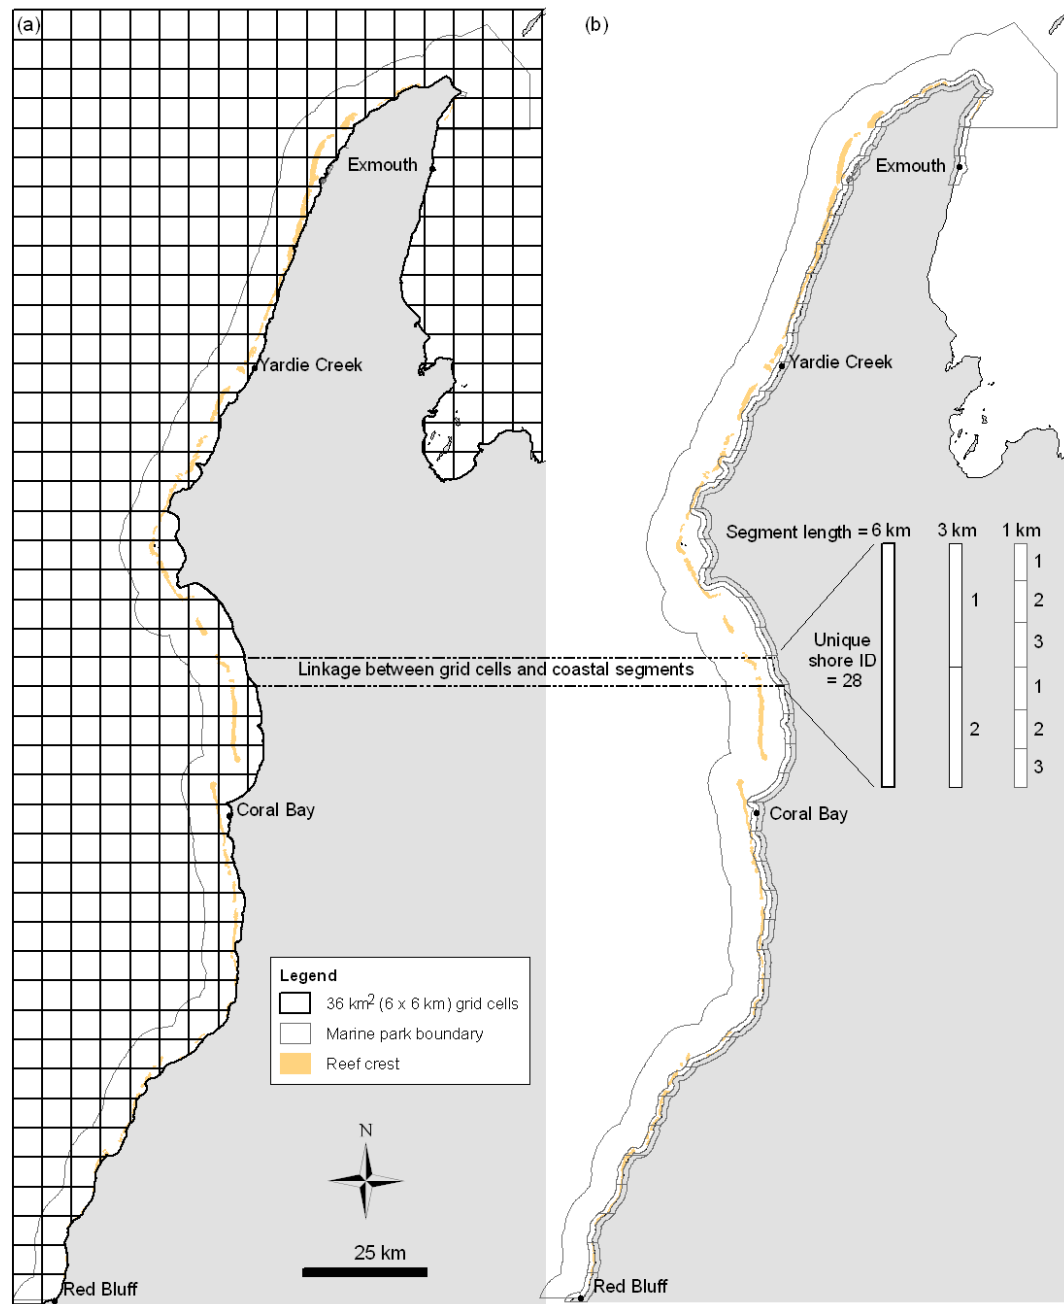 (a)
Exmouth
Yardie Creek
Linkage between grid cells and coastal segments
Coral Bay
Legend
36 km² (6 x 6 km) grid cells
Marine park boundary
Reef crest
N
25 km
Red Bluff
(b)
Exmouth
Yardie Creek
Segment length = 6 km 3 km 1 km
Unique
shore ID
= 28
1
2
1
2
3
1
2
3
Coral Bay
Red Bluff